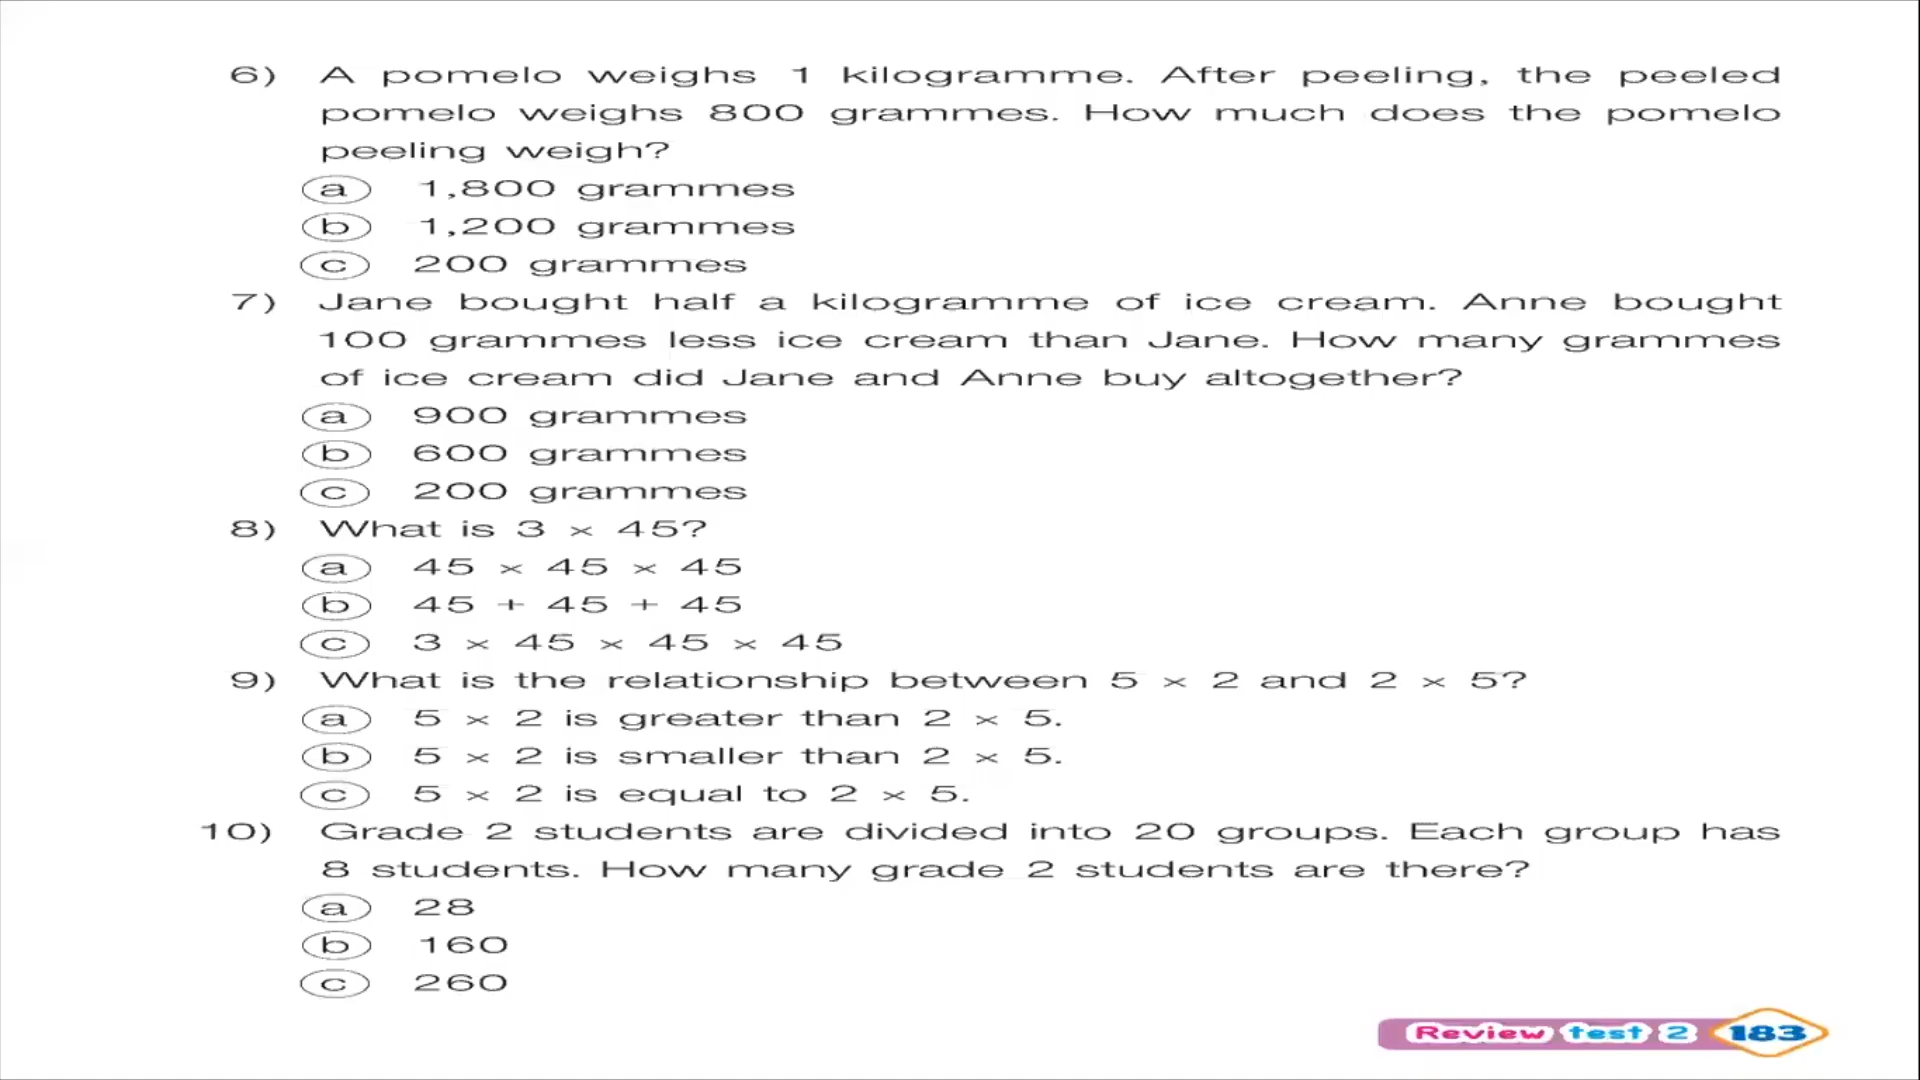 6) A pomelo weighs 1 kilogramme. After peeling, the peeled
pomelo weighs 800 grammes. How much does the pomelo
peeling weigh?
a 1,800 grammes
b 1,200 grammes
c 200 grammes
7) Jane bought half a kilogramme of ice cream. Anne bought
100 grammes less ice cream than Jane. How many grammes
of ice cream did Jane and Anne buy altogether?
a 900 grammes
b 600 grammes
c 200 grammes
8) What is 3 × 45?
a 45 × 45 × 45
b 45 + 45 + 45
c 3 × 45 × 45 × 45
9) What is the relationship between 5 × 2 and 2 × 5?
a 5 × 2 is greater than 2 × 5.
b 5 × 2 is smaller than 2 × 5.
c 5 × 2 is equal to 2 × 5.
10) Grade 2 students are divided into 20 groups. Each group has
8 students. How many grade 2 students are there?
a 28
b 160
c 260
Review test 2 183